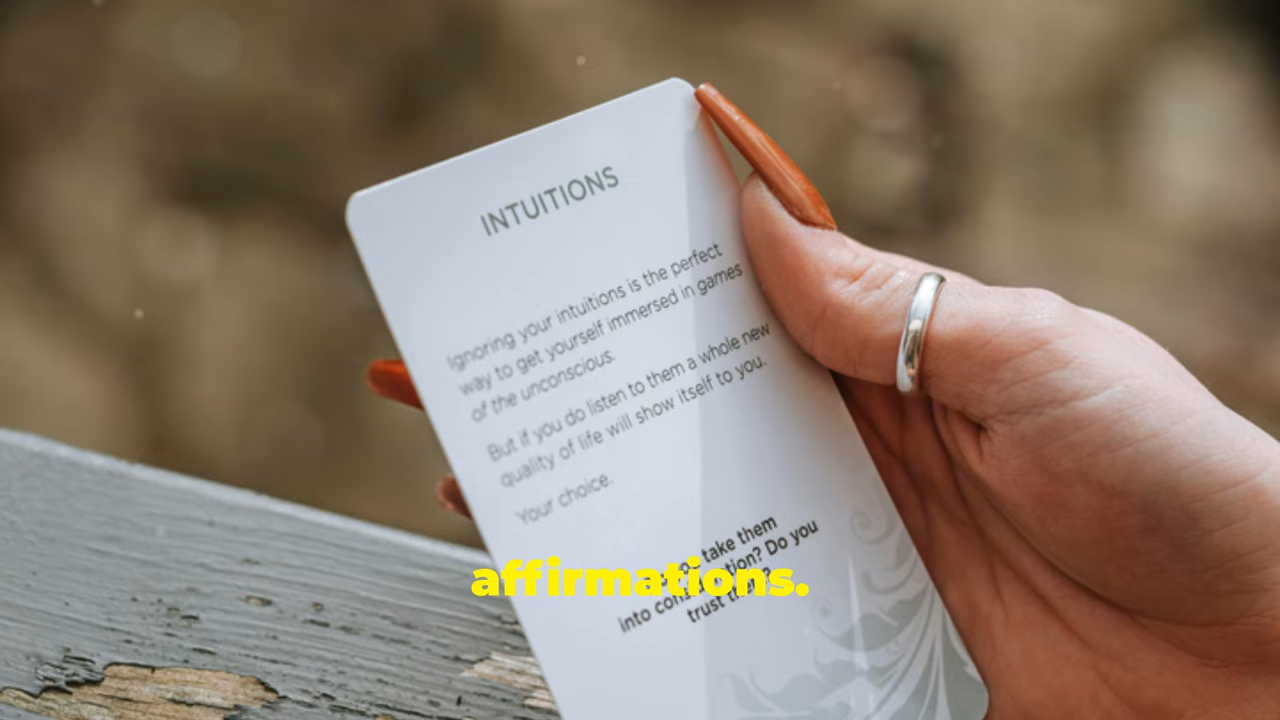 INTUITIONS
Ignoring your intuitions is the perfect
way to get yourself immersed in games
of the unconscious.
But if you do listen to them a whole new
quality of life will show itself to you.
Your choice.
take them
into Do you
trust
affirmations.